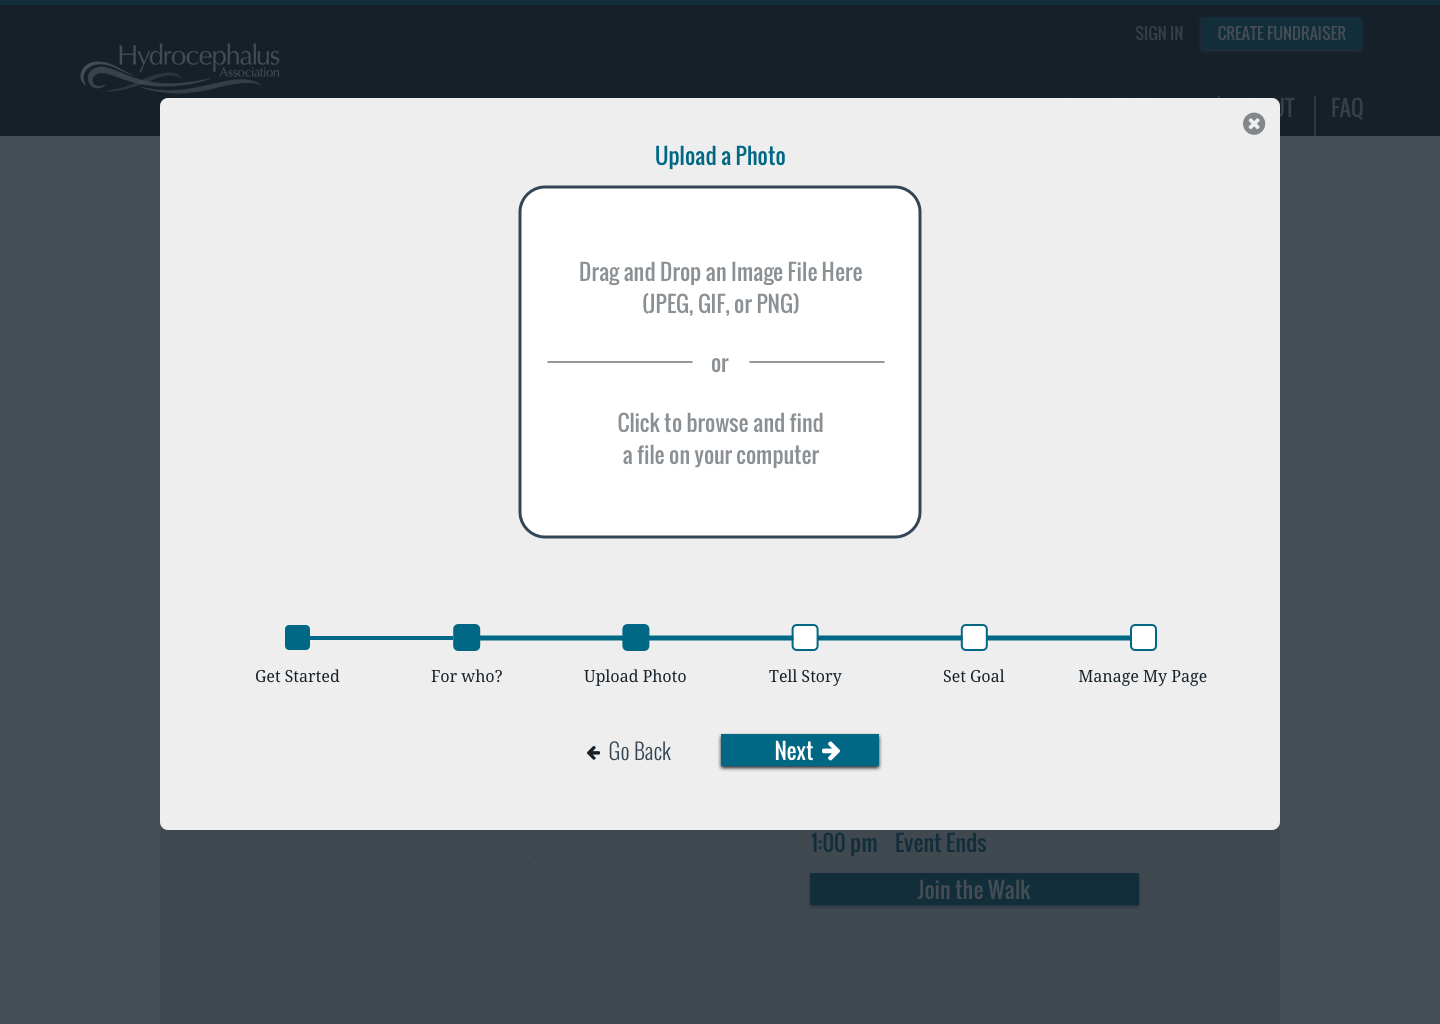 Hydrocephalus
Association
SIGN IN
CREATE FUNDRAISER
FAQ
Upload a Photo
Drag and Drop an Image File Here
(JPEG, GIF, or PNG)
or
Click to browse and find
a file on your computer
Get Started
For who?
Upload Photo
Tell Story
Set Goal
Manage My Page
Go Back
Next
1:00 pm Event Ends
Join the Walk